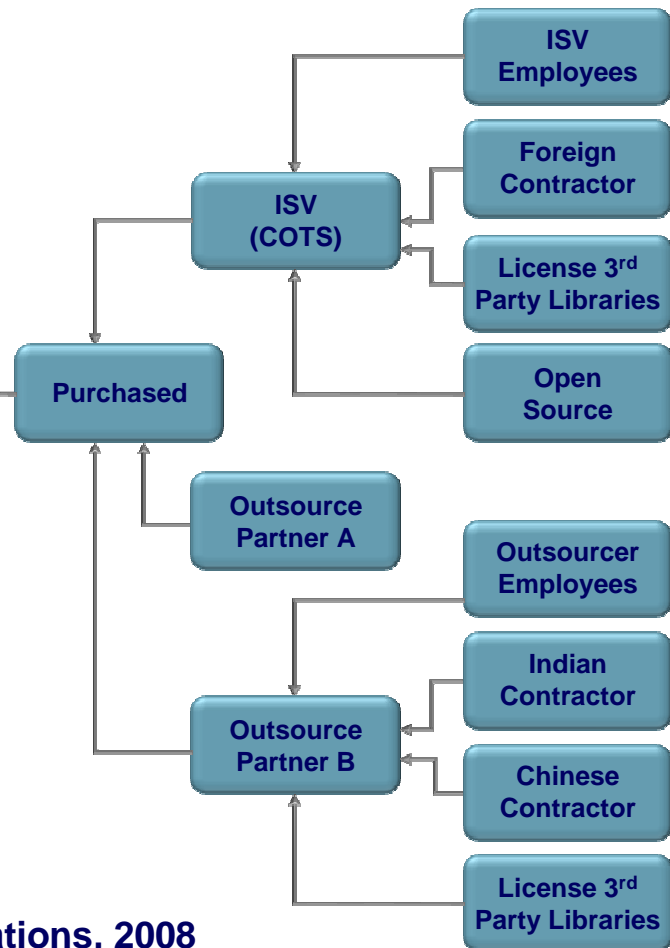 ISV
Employees
Foreign
Contractor
ISV
(COTS)
License 3rd
Party Libraries
Purchased
Open
Source
Outsource
Partner A
Outsourcer
Employees
Indian
Contractor
Outsource
Partner B
Chinese
Contractor
License 3rd
Party Libraries
ations, 2008